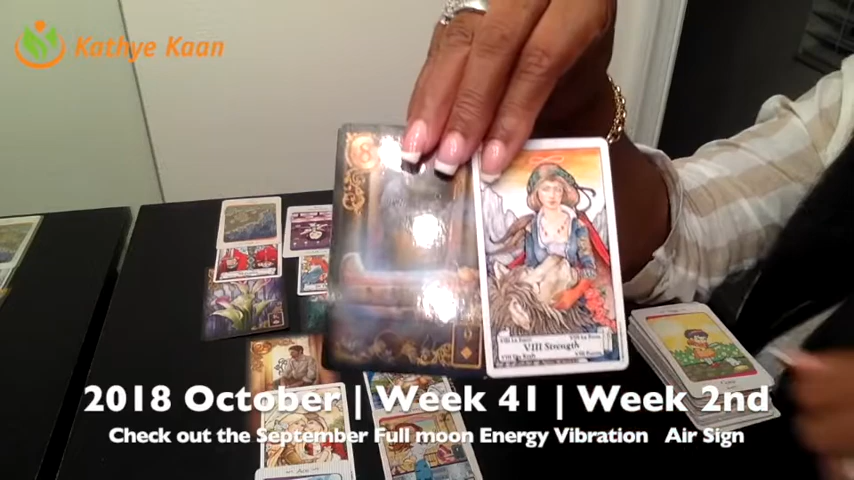 Kathye Kaan
8
VIII Strength
2018 October | Week 41 | Week 2nd
Check out the September Full moon Energy Vibration Air Sign